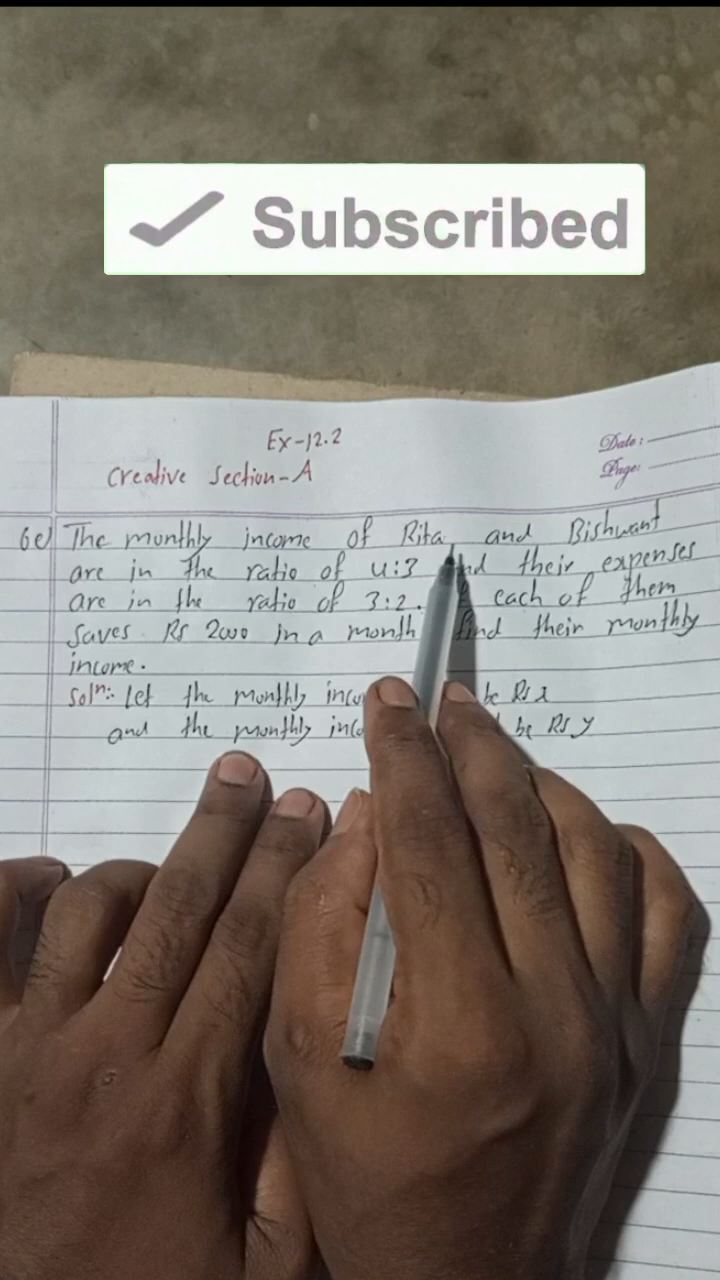 Subscribed
Ex-12.2
Date:
Creative Section-A
Page:
6e) The monthly income of Rita and Bishwant
are in the ratio of 4:3 and their expenses
are in the ratio of 3:2. each of them
saves Rs 2000 in a month find their monthly
income.
Soln:- Let the monthly be Rs x
and the monthly be Rs y